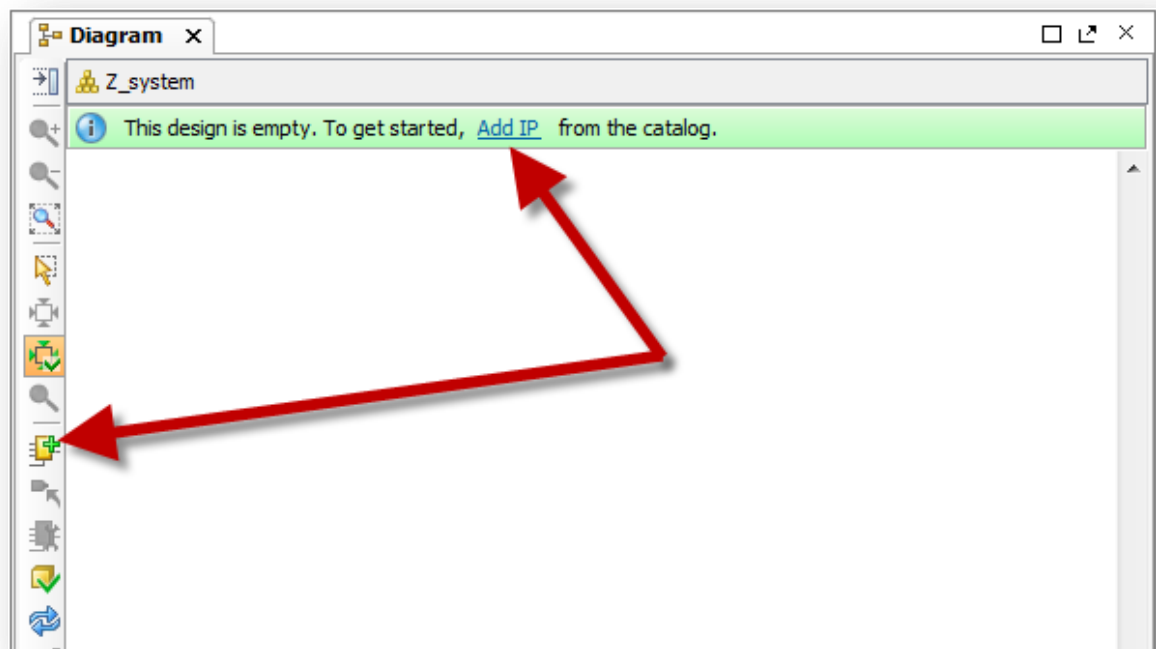 Diagram
Z_system
This design is empty. To get started, Add IP from the catalog.